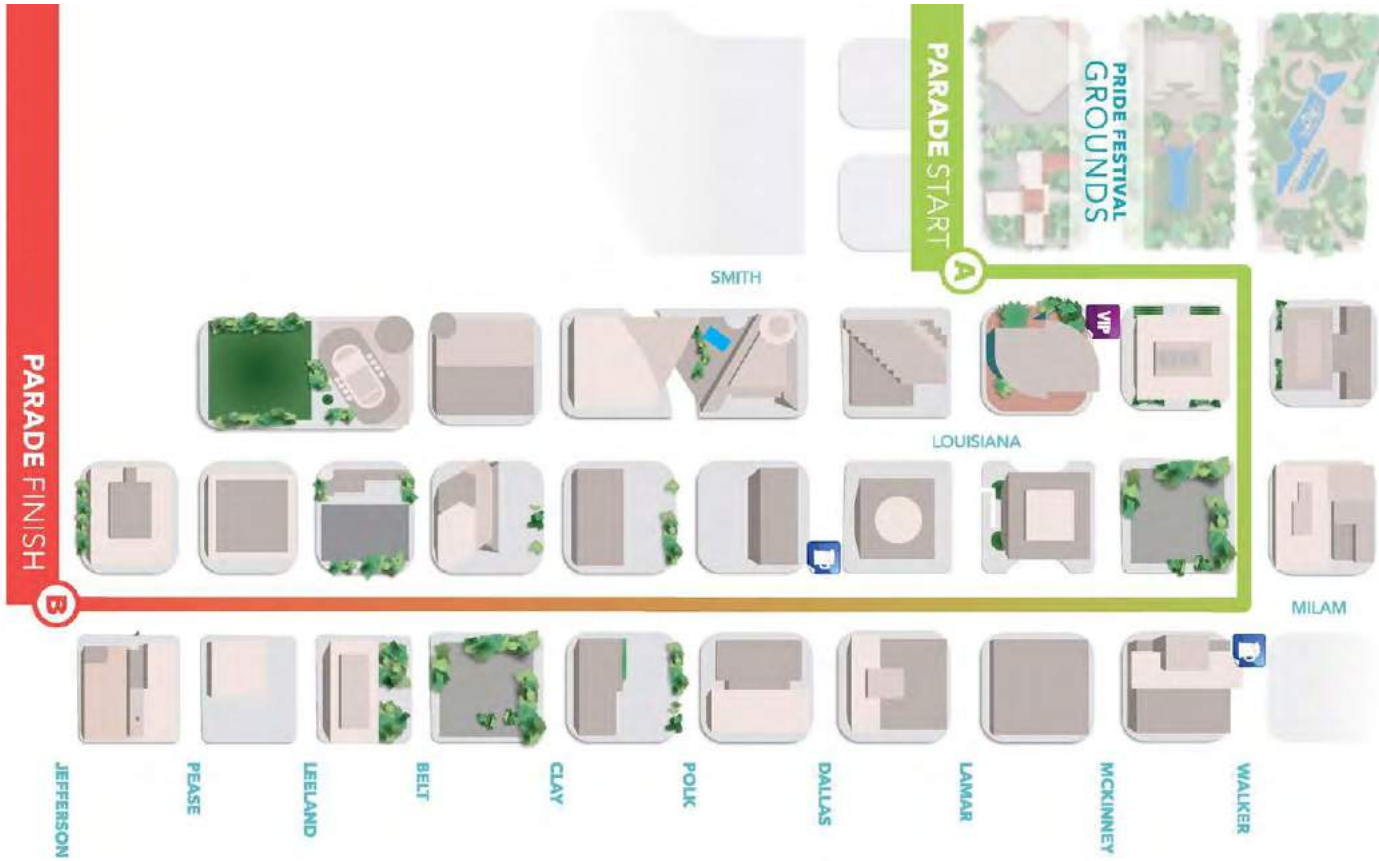 PARADE START
PRIDE FESTIVAL
GROUNDS
A
SMITH
VIP
LOUISIANA
PARADE FINISH
B
MILAM
JEFFERSON
PEASE
LEELAND
BELT
CLAY
POLK
DALLAS
LAMAR
MCKINNEY
WALKER